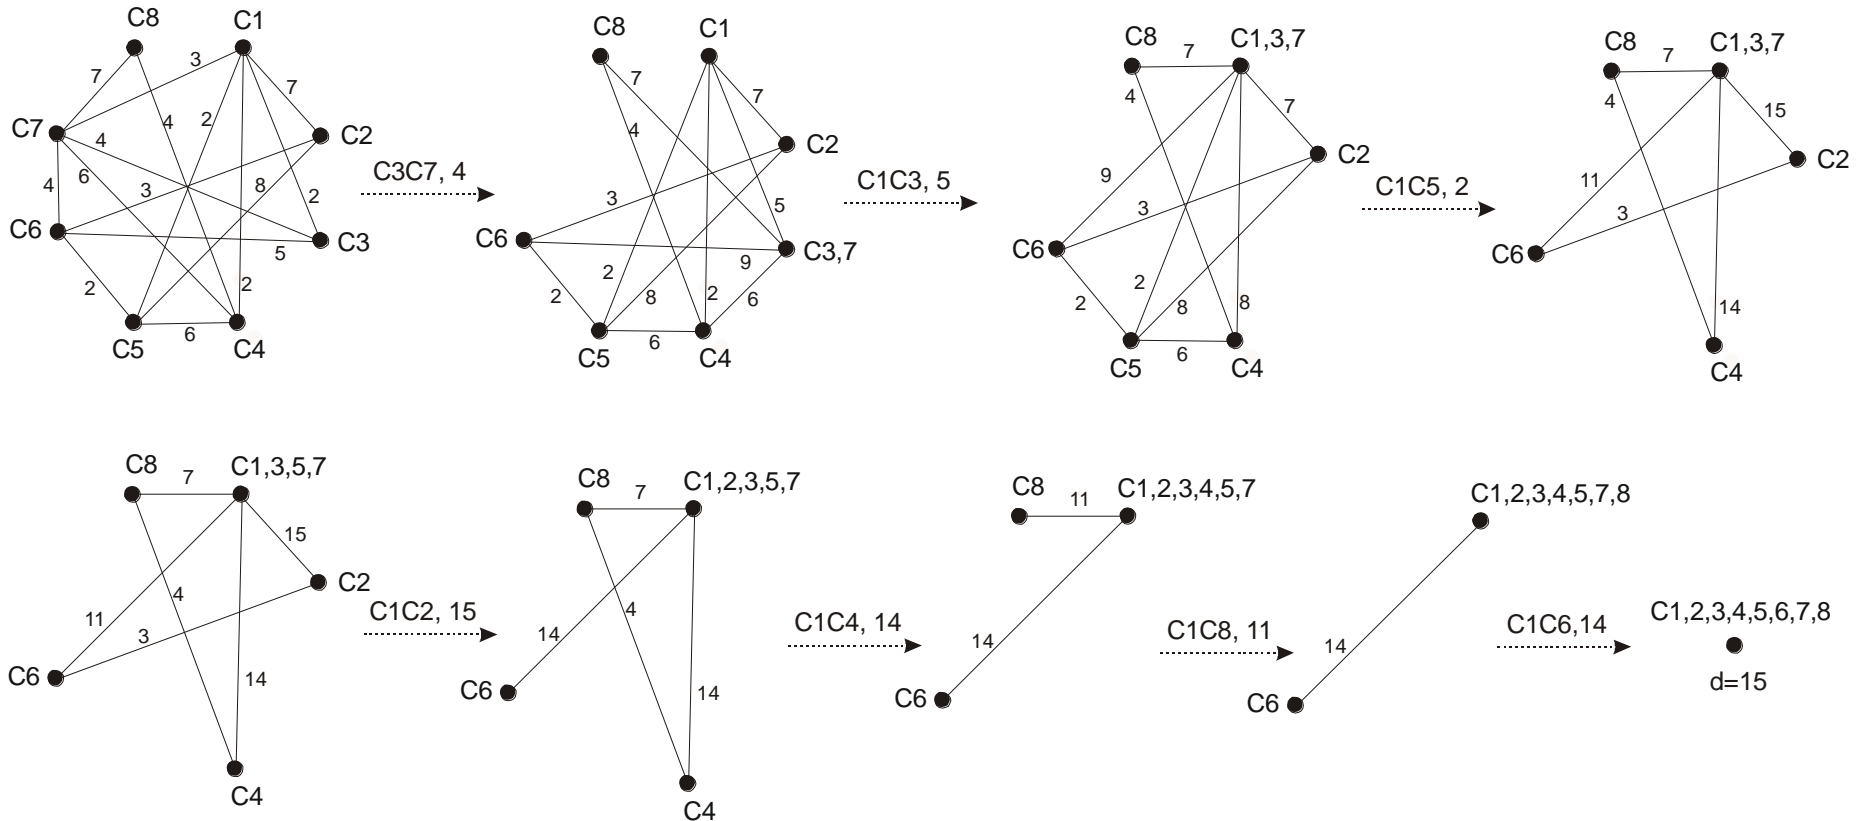 C8
C1
3
7
7
C7
4
4
2
C2
6
3
8
4
2
C6
5
C3
2
2
6
C5
C4
C3C7, 4
C8
C1
7
7
4
C2
3
5
C6
9
C3,7
2
2
8
2
6
6
C5
C4
C1C3, 5
C8
7
C1,3,7
4
7
C2
9
3
C6
2
2
8
8
6
C5
C4
C1C5, 2
C8
7
C1,3,7
4
15
C2
11
3
C6
14
C4
C8
7
C1,3,5,7
15
C2
4
11
3
C6
14
C4
C1C2, 15
C8
7
C1,2,3,5,7
4
14
C6
14
C4
C1C4, 14
C8
11
C1,2,3,4,5,7
14
C6
C1C8, 11
C1,2,3,4,5,7,8
14
C6
C1C6,14
C1,2,3,4,5,6,7,8
d=15